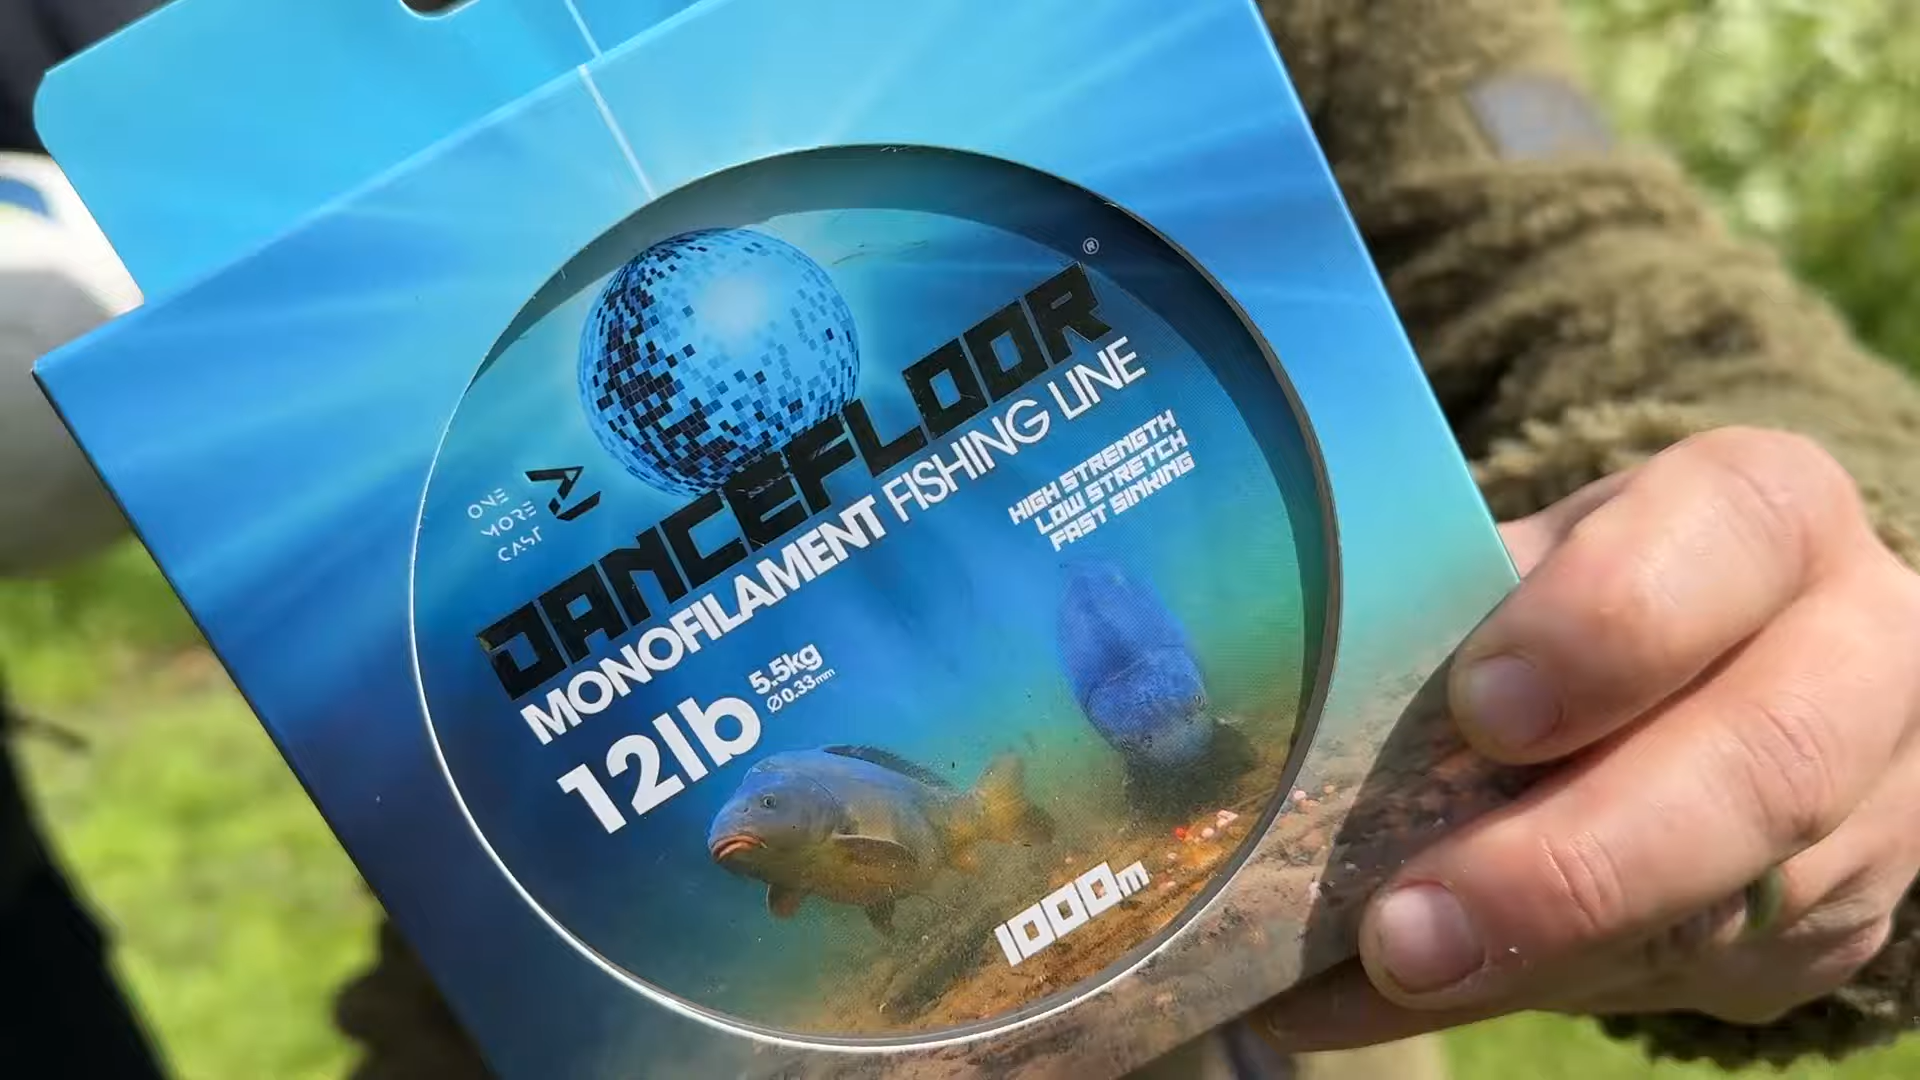 ®
DANCEFLOOR
MONOFILAMENT FISHING LINE
ONE
MORE
CAST
HIGH STRENGTH
LOW STRETCH
FAST SINKING
12lb
5.5kg
Ø0.33mm
1000m